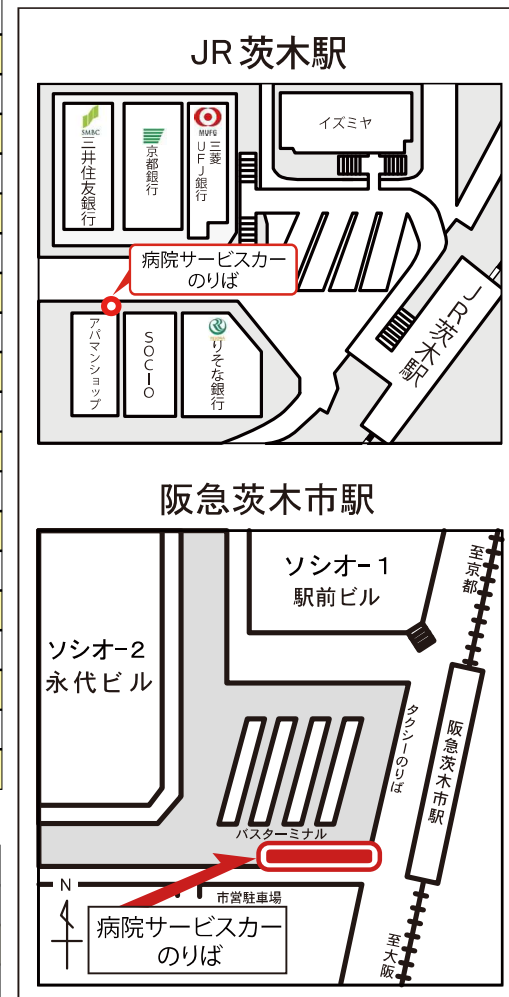 JR茨木駅
イズミヤ
SMBC
三井住友銀行
京都銀行
MUFG
三菱
UFJ銀行
病院サービスカー
のりば
アパマンショップ
SOCIO
りそな銀行
JR茨木駅
阪急茨木市駅
ソシオ-1
駅前ビル
至京都
ソシオ-2
永代ビル
タクシーのりば
阪急茨木市駅
バスターミナル
N
市営駐車場
病院サービスカー
のりば
至大阪